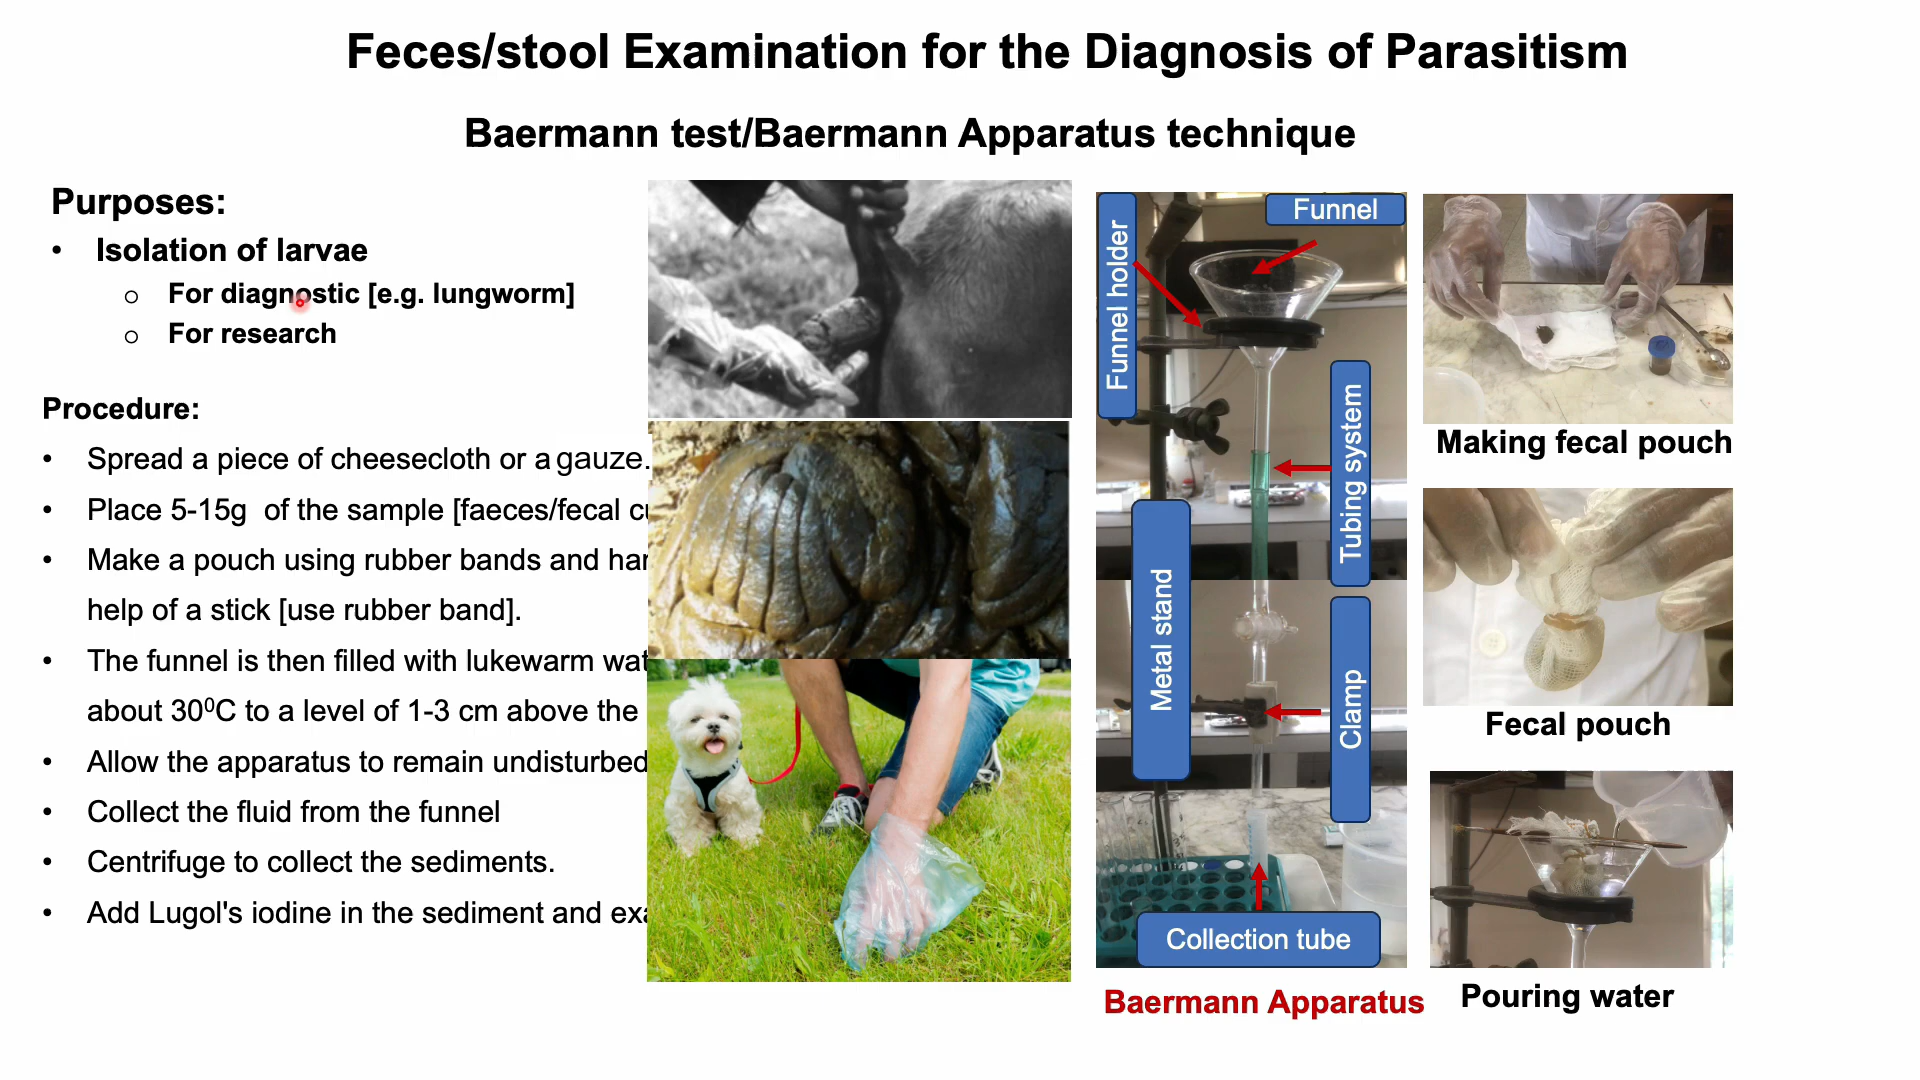 Feces/stool Examination for the Diagnosis of Parasitism
Baermann test/Baermann Apparatus technique
Purposes:
• Isolation of larvae
o For diagnostic [e.g. lungworm]
o For research
Procedure:
• Spread a piece of cheesecloth or a gauze.
• Place 5-15g of the sample [faeces/fecal
• Make a pouch using rubber bands and
help of a stick [use rubber band].
• The funnel is then filled with lukewarm
about 30⁰C to a level of 1-3 cm above the
• Allow the apparatus to remain undisturbed
• Collect the fluid from the funnel
• Centrifuge to collect the sediments.
• Add Lugol's iodine in the sediment and
Funnel holder
Funnel
Tubing system
Metal stand
Clamp
Collection tube
Baermann Apparatus
Making fecal pouch
Fecal pouch
Pouring water